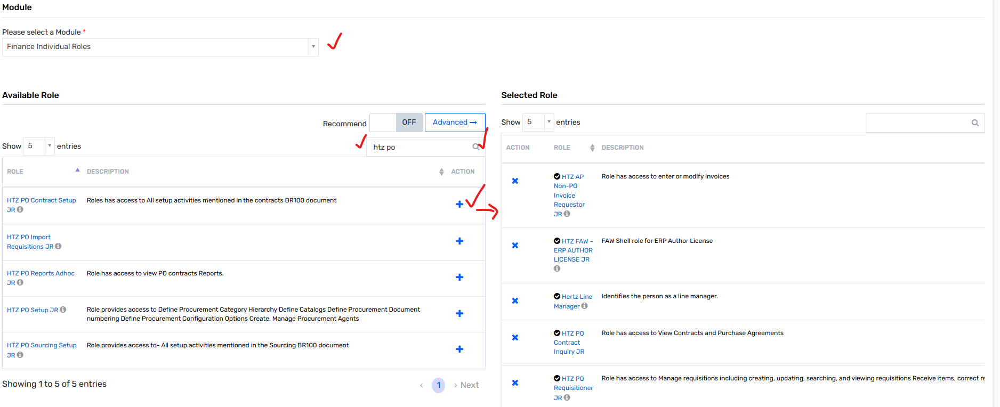 Module
Please select a Module *
Finance Individual Roles
Available Role
Recommend OFF Advanced
Show 5 entries
htz po
ROLE DESCRIPTION ACTION
HTZ PO Contract Setup
JR
Roles has access to All setup activities mentioned in the contracts BR100 document
HTZ PO Import
Requisitions JR
HTZ PO Reports Adhoc
JR
Role has access to view PO contracts Reports.
HTZ PO Setup JR
Role provides access to Define Procurement Category Hierarchy Define Catalogs Define Procurement Document
numbering Define Procurement Configuration Options Create, Manage Procurement Agents
HTZ PO Sourcing Setup
JR
Role provides access to- All setup activities mentioned in the Sourcing BR100 document
Showing 1 to 5 of 5 entries
‹ 1 › Next
Selected Role
Show 5 entries
ACTION ROLE DESCRIPTION
HTZ AP
Non-PO
Invoice
Requestor
JR
Role has access to enter or modify invoices
HTZ FAW -
ERP AUTHOR
LICENSE JR
FAW Shell role for ERP Author License
Hertz Line
Manager
Identifies the person as a line manager.
HTZ PO
Contract
Inquiry JR
Role has access to View Contracts and Purchase Agreements
HTZ PO
Requisitioner
JR
Role has access to Manage requisitions including creating, updating, searching, and viewing requisitions Receive items, correct re